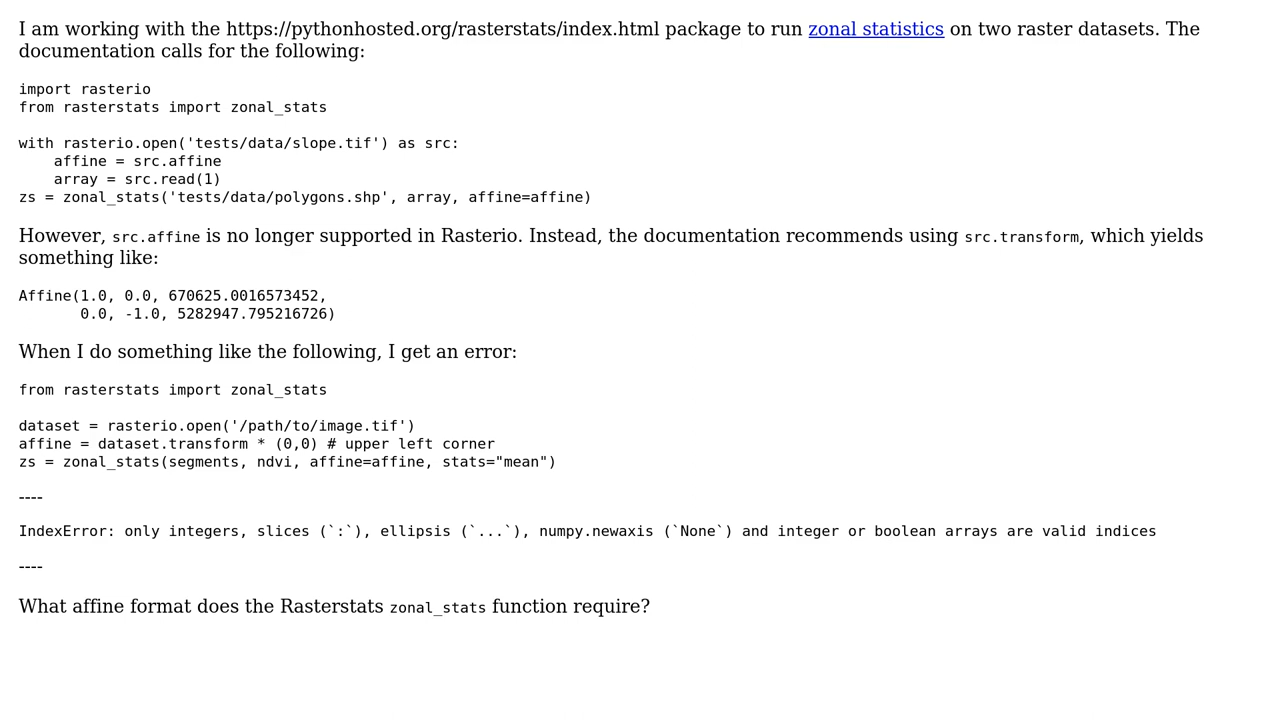 I am working with the https://pythonhosted.org/rasterstats/index.html package to run zonal statistics on two raster datasets. The
documentation calls for the following:
import rasterio
from rasterstats import zonal_stats
with rasterio.open('tests/data/slope.tif') as src:
    affine = src.affine
    array = src.read(1)
zs = zonal_stats('tests/data/polygons.shp', array, affine=affine)
However, src.affine is no longer supported in Rasterio. Instead, the documentation recommends using src.transform, which yields
something like:
Affine(1.0, 0.0, 670625.0016573452,
       0.0, -1.0, 5282947.795216726)
When I do something like the following, I get an error:
from rasterstats import zonal_stats
dataset = rasterio.open('/path/to/image.tif')
affine = dataset.transform * (0,0) # upper left corner
zs = zonal_stats(segments, ndvi, affine=affine, stats="mean")
----
IndexError: only integers, slices (`:`), ellipsis (`...`), numpy.newaxis (`None`) and integer or boolean arrays are valid indices
----
What affine format does the Rasterstats zonal_stats function require?